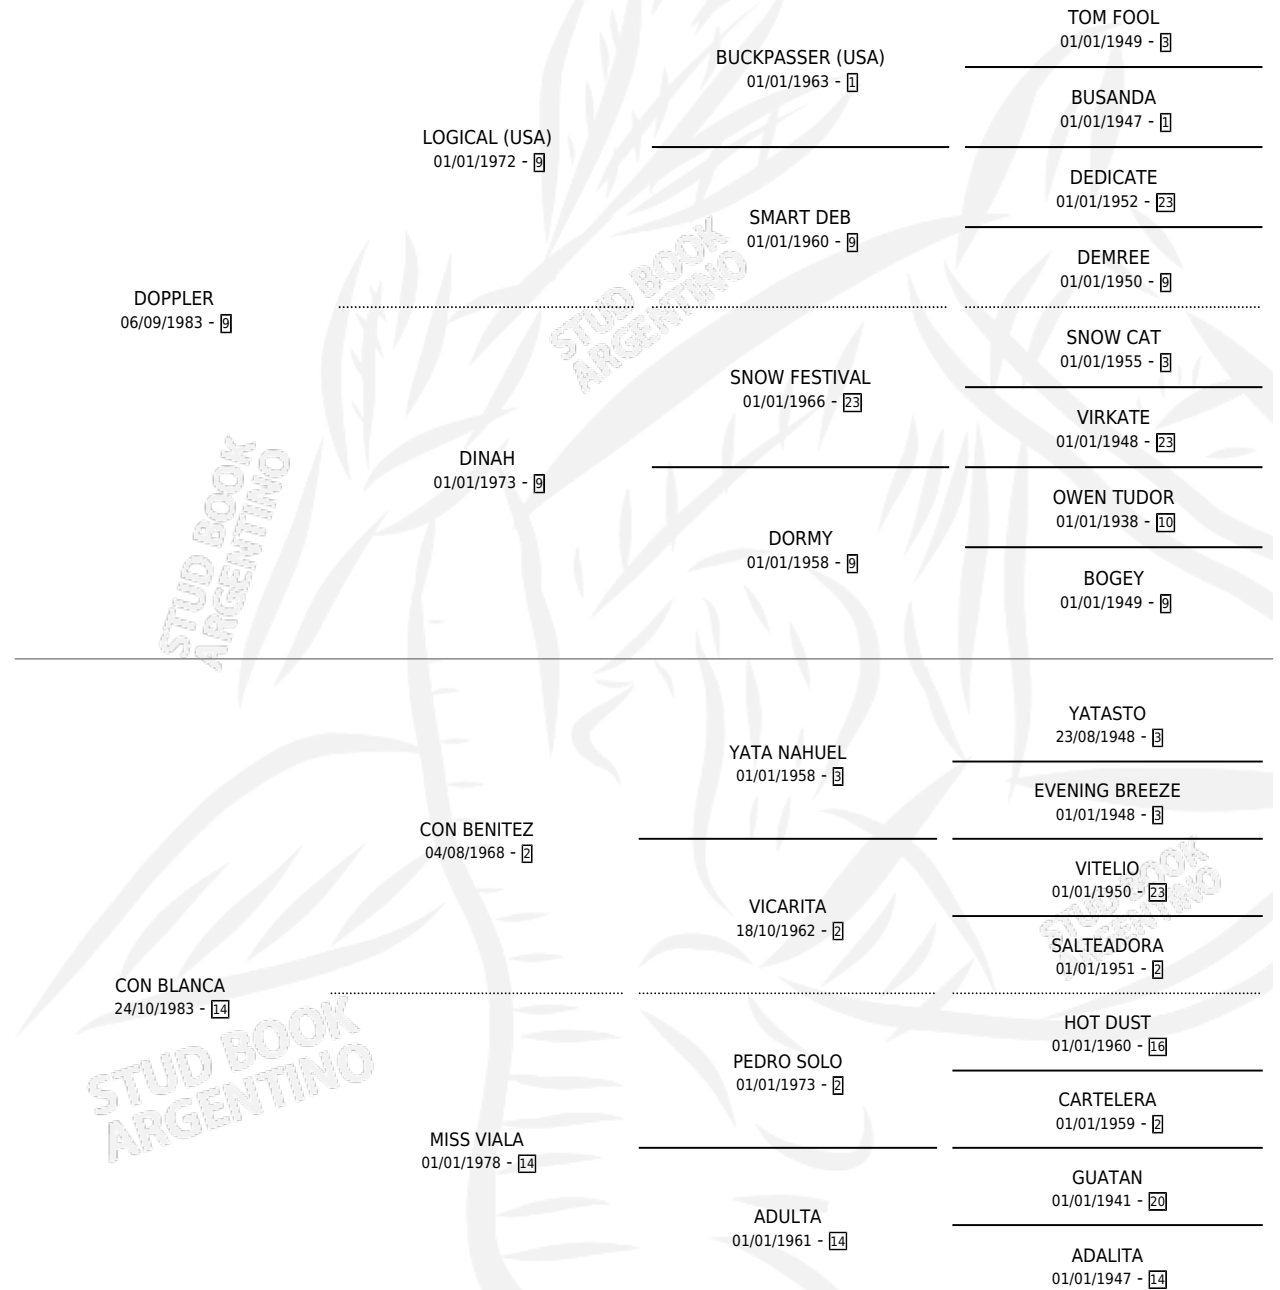 TOM FOOL
01/01/1949 - 3
BUCKPASSER (USA)
01/01/1963 - 1
BUSANDA
01/01/1947 - 1
LOGICAL (USA)
01/01/1972 - 9
DEDICATE
01/01/1952 - 23
SMART DEB
01/01/1960 - 9
DEMREE
01/01/1950 - 9
DOPPLER
06/09/1983 - 9
SNOW CAT
01/01/1955 - 3
SNOW FESTIVAL
01/01/1966 - 23
VIRKATE
01/01/1948 - 23
DINAH
01/01/1973 - 9
OWEN TUDOR
01/01/1938 - 10
DORMY
01/01/1958 - 9
BOGEY
01/01/1949 - 9
YATASTO
23/08/1948 - 3
YATA NAHUEL
01/01/1958 - 3
EVENING BREEZE
01/01/1948 - 3
CON BENITEZ
04/08/1968 - 2
VITELIO
01/01/1950 - 23
VICARITA
18/10/1962 - 2
SALTEADORA
01/01/1951 - 2
CON BLANCA
24/10/1983 - 14
HOT DUST
01/01/1960 - 16
PEDRO SOLO
01/01/1973 - 2
CARTELERA
01/01/1959 - 2
MISS VIALA
01/01/1978 - 14
GUATAN
01/01/1941 - 20
ADULTA
01/01/1961 - 14
ADALITA
01/01/1947 - 14
STUD BOOK
ARGENTINO
STUD BOOK
ARGENTINO
STUD BOOK
ARGENTINO
STUD BOOK
ARGENTINO